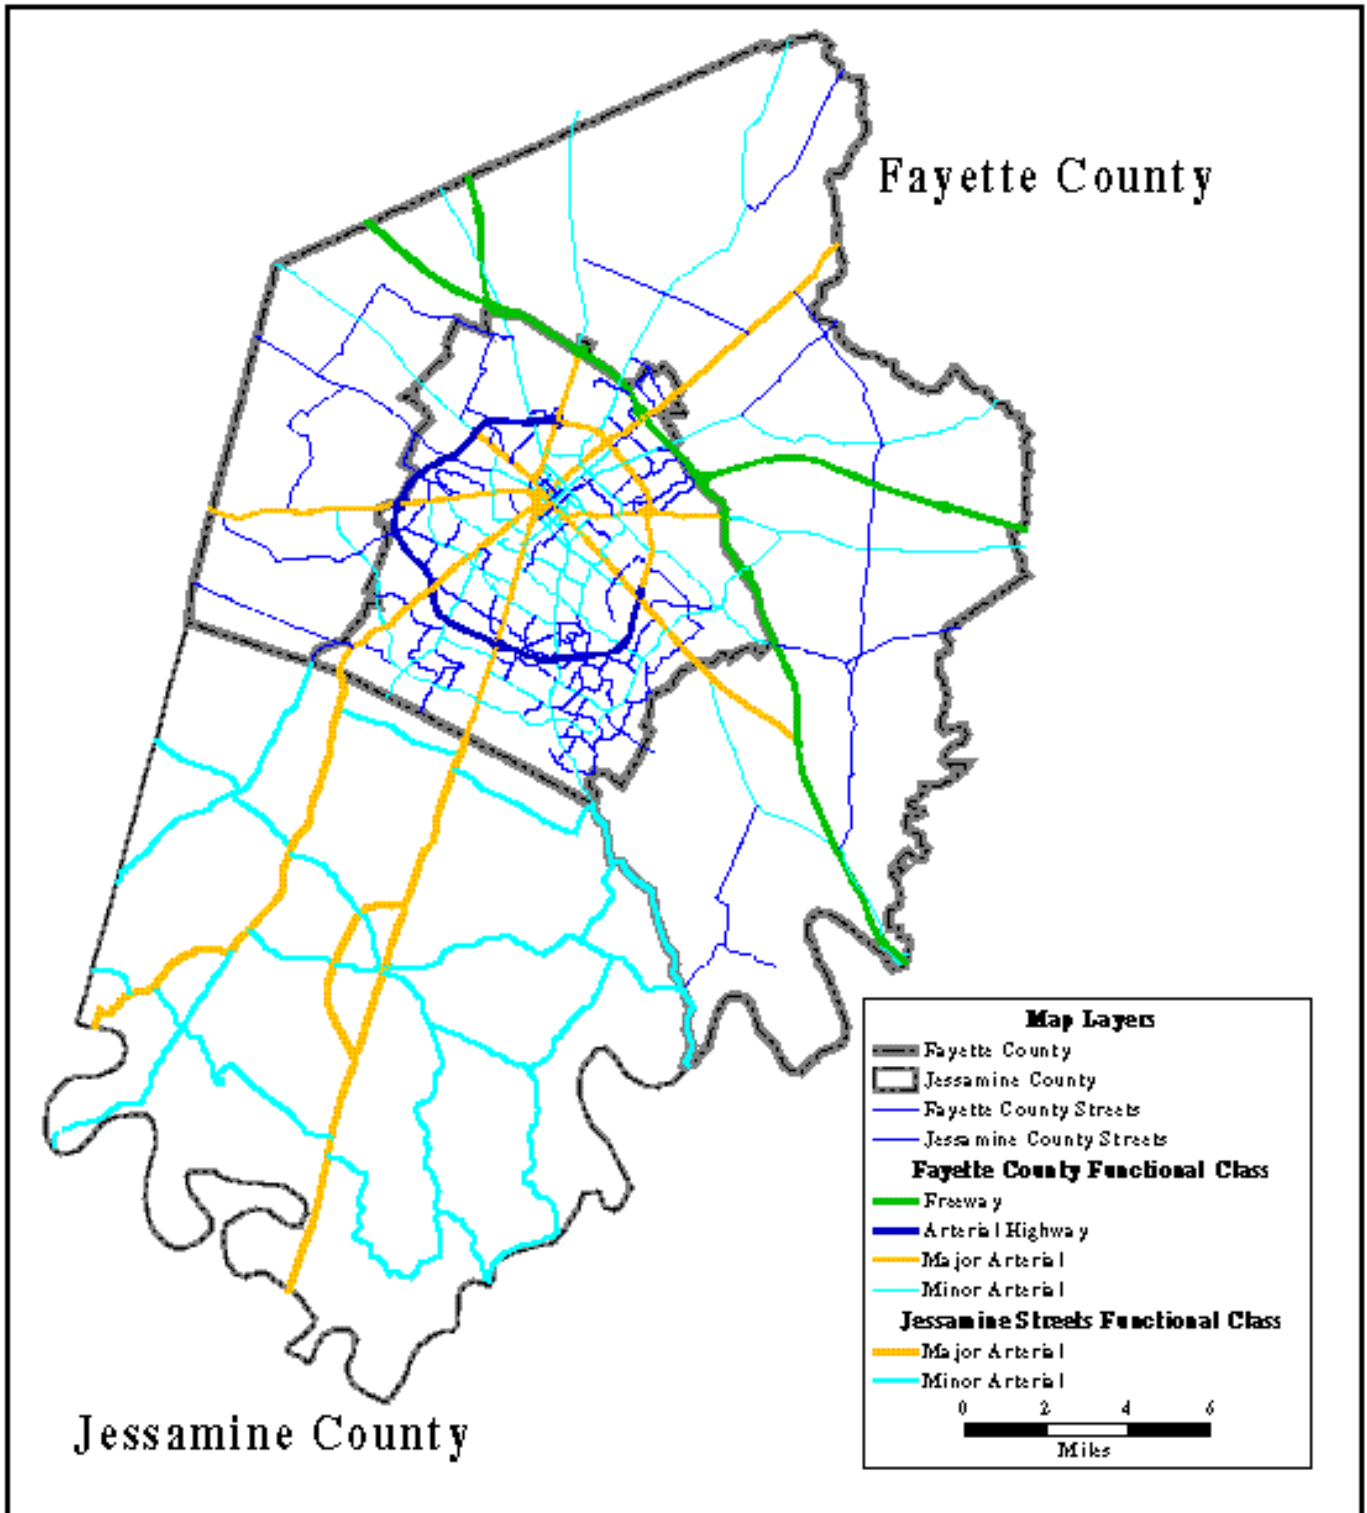 Fayette County
Map Layers
Fayette County
Jessamine County
Fayette County Streets
Jessamine County Streets
Fayette County Functional Class
Freeway
Arterial Highway
Major Arterial
Minor Arterial
Jessamine Streets Functional Class
Major Arterial
Minor Arterial
0 2 4 6
Miles
Jessamine County